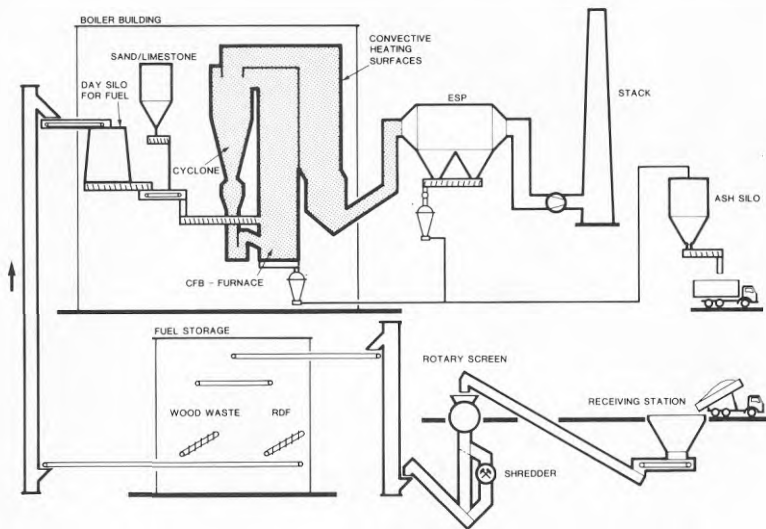 BOILER BUILDING
SAND/LIMESTONE
DAY SILO
FOR FUEL
CONVECTIVE
HEATING
SURFACES
ESP
STACK
CYCLONE
ASH SILO
CFB - FURNACE
FUEL STORAGE
ROTARY SCREEN
RECEIVING STATION
WOOD WASTE
RDF
SHREDDER